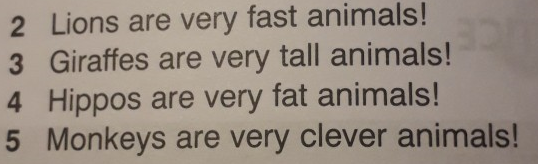 2 Lions are very fast animals!
3 Giraffes are very tall animals!
4 Hippos are very fat animals!
5 Monkeys are very clever animals!